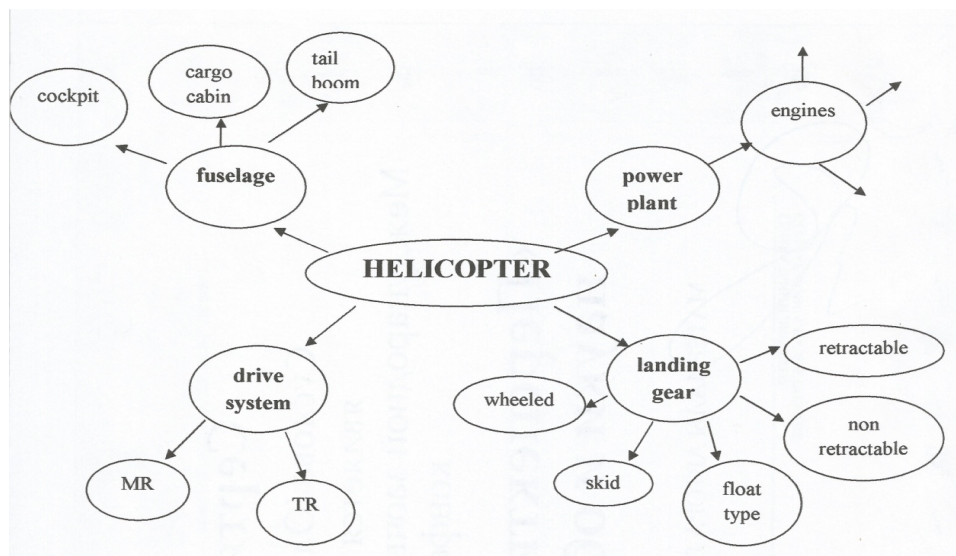 tail
boom
cargo
cabin
cockpit
engines
fuselage
power
plant
HELICOPTER
retractable
landing
gear
drive
system
wheeled
non
retractable
MR
TR
skid
float
type